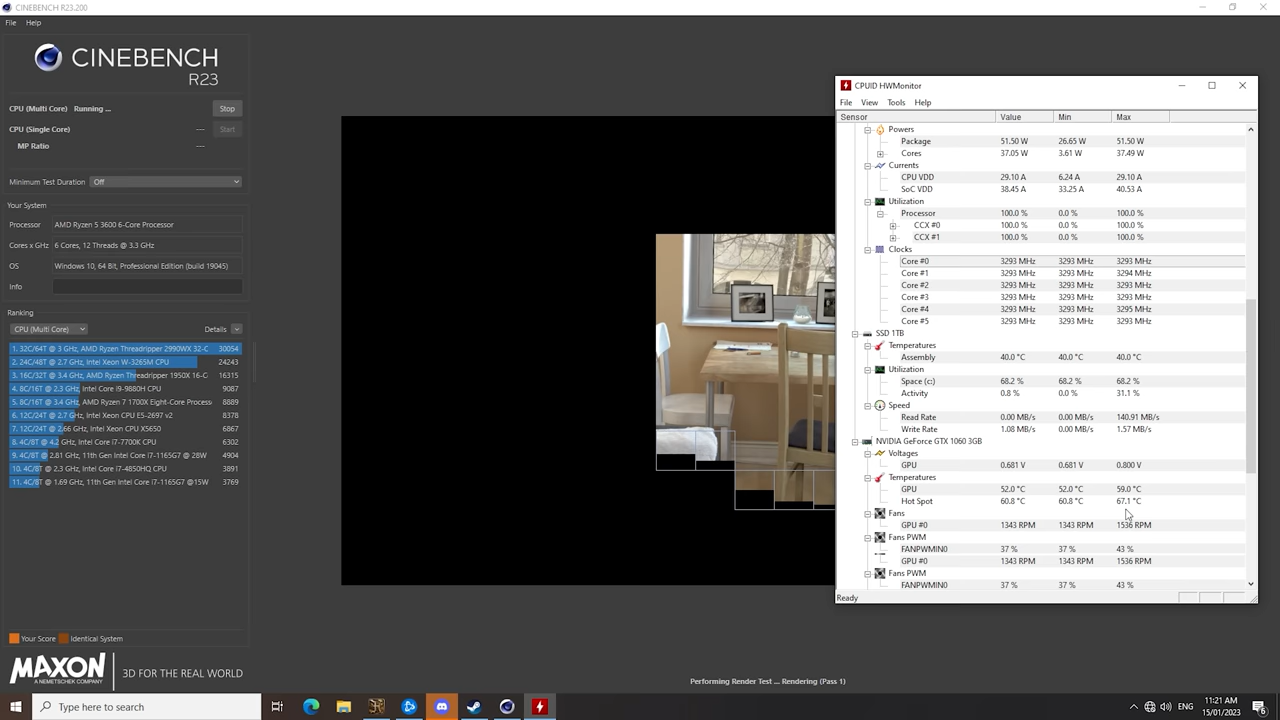 CINEBENCH R23.200
File Help
CINEBENCH
R23
CPU (Multi Core) Running ... Stop
CPU (Single Core) --- Start
MP Ratio ---
Minimum Test Duration Off
Your System
Processor AMD Ryzen 5 3600 6-Core Processor
Cores x GHz 6 Cores, 12 Threads @ 3.3 GHz
OS Windows 10, 64 Bit, Professional Edition (build 19045)
Info
Ranking
CPU (Multi Core) Details
1. 32C/64T @ 3 GHz, AMD Ryzen Threadripper 2990WX 32-C 30054
2. 24C/48T @ 2.7 GHz, Intel Xeon W-3265M CPU 24243
3. 16C/32T @ 3.4 GHz, AMD Ryzen Threadripper 1950X 16-C 16315
4. 8C/16T @ 2.3 GHz, Intel Core i9-9880H CPU 9087
5. 8C/16T @ 3.4 GHz, AMD Ryzen 7 1700X Eight-Core Proces: 8889
6. 12C/24T @ 2.7 GHz, Intel Xeon CPU E5-2697 v2 8378
7. 12C/24T @ 2.66 GHz, Intel Xeon CPU X5650 6867
8. 4C/8T @ 4.2 GHz, Intel Core i7-7700K CPU 6302
9. 4C/8T @ 2.81 GHz, 11th Gen Intel Core i7-1165G7 @ 28W 4904
10. 4C/8T @ 2.3 GHz, Intel Core i7-4850HQ CPU 3891
11. 4C/8T @ 1.69 GHz, 11th Gen Intel Core i7-1165G7 @15W 3769
Your Score Identical System
MAXON
A NEMETSCHEK COMPANY
3D FOR THE REAL WORLD
Performing Render Test ... Rendering (Pass 1)
CPUID HWMonitor
File View Tools Help
Sensor Value Min Max
Powers
Package 51.50 W 26.65 W 51.50 W
Cores 37.05 W 3.61 W 37.49 W
Currents
CPU VDD 29.10 A 6.24 A 29.10 A
SoC VDD 38.45 A 33.25 A 40.53 A
Utilization
Processor 100.0 % 0.0 % 100.0 %
CCX #0 100.0 % 0.0 % 100.0 %
CCX #1 100.0 % 0.0 % 100.0 %
Clocks
Core #0 3293 MHz 3293 MHz 3293 MHz
Core #1 3293 MHz 3293 MHz 3294 MHz
Core #2 3293 MHz 3293 MHz 3293 MHz
Core #3 3293 MHz 3293 MHz 3293 MHz
Core #4 3293 MHz 3293 MHz 3295 MHz
Core #5 3293 MHz 3293 MHz 3293 MHz
SSD 1TB
Temperatures
Assembly 40.0 °C 40.0 °C 40.0 °C
Utilization
Space (c:) 68.2 % 68.2 % 68.2 %
Activity 0.8 % 0.0 % 31.1 %
Speed
Read Rate 0.00 MB/s 0.00 MB/s 140.91 MB/s
Write Rate 1.08 MB/s 0.00 MB/s 1.57 MB/s
NVIDIA GeForce GTX 1060 3GB
Voltages
GPU 0.681 V 0.681 V 0.800 V
Temperatures
GPU 52.0 °C 52.0 °C 59.0 °C
Hot Spot 60.8 °C 60.8 °C 67.1 °C
Fans
GPU #0 1343 RPM 1343 RPM 1536 RPM
Fans PWM
FANPWMIN0 37 % 37 % 43 %
GPU #0 1343 RPM 1343 RPM 1536 RPM
Fans PWM
FANPWMIN0 37 % 37 % 43 %
Ready
Type here to search
ENG
11:21 AM
15/01/2023
6